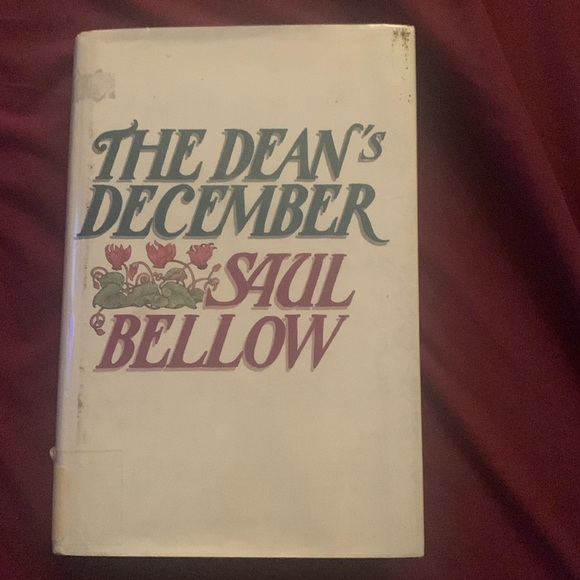 THE DEAN's
DECEMBER
SAUL
BELLOW